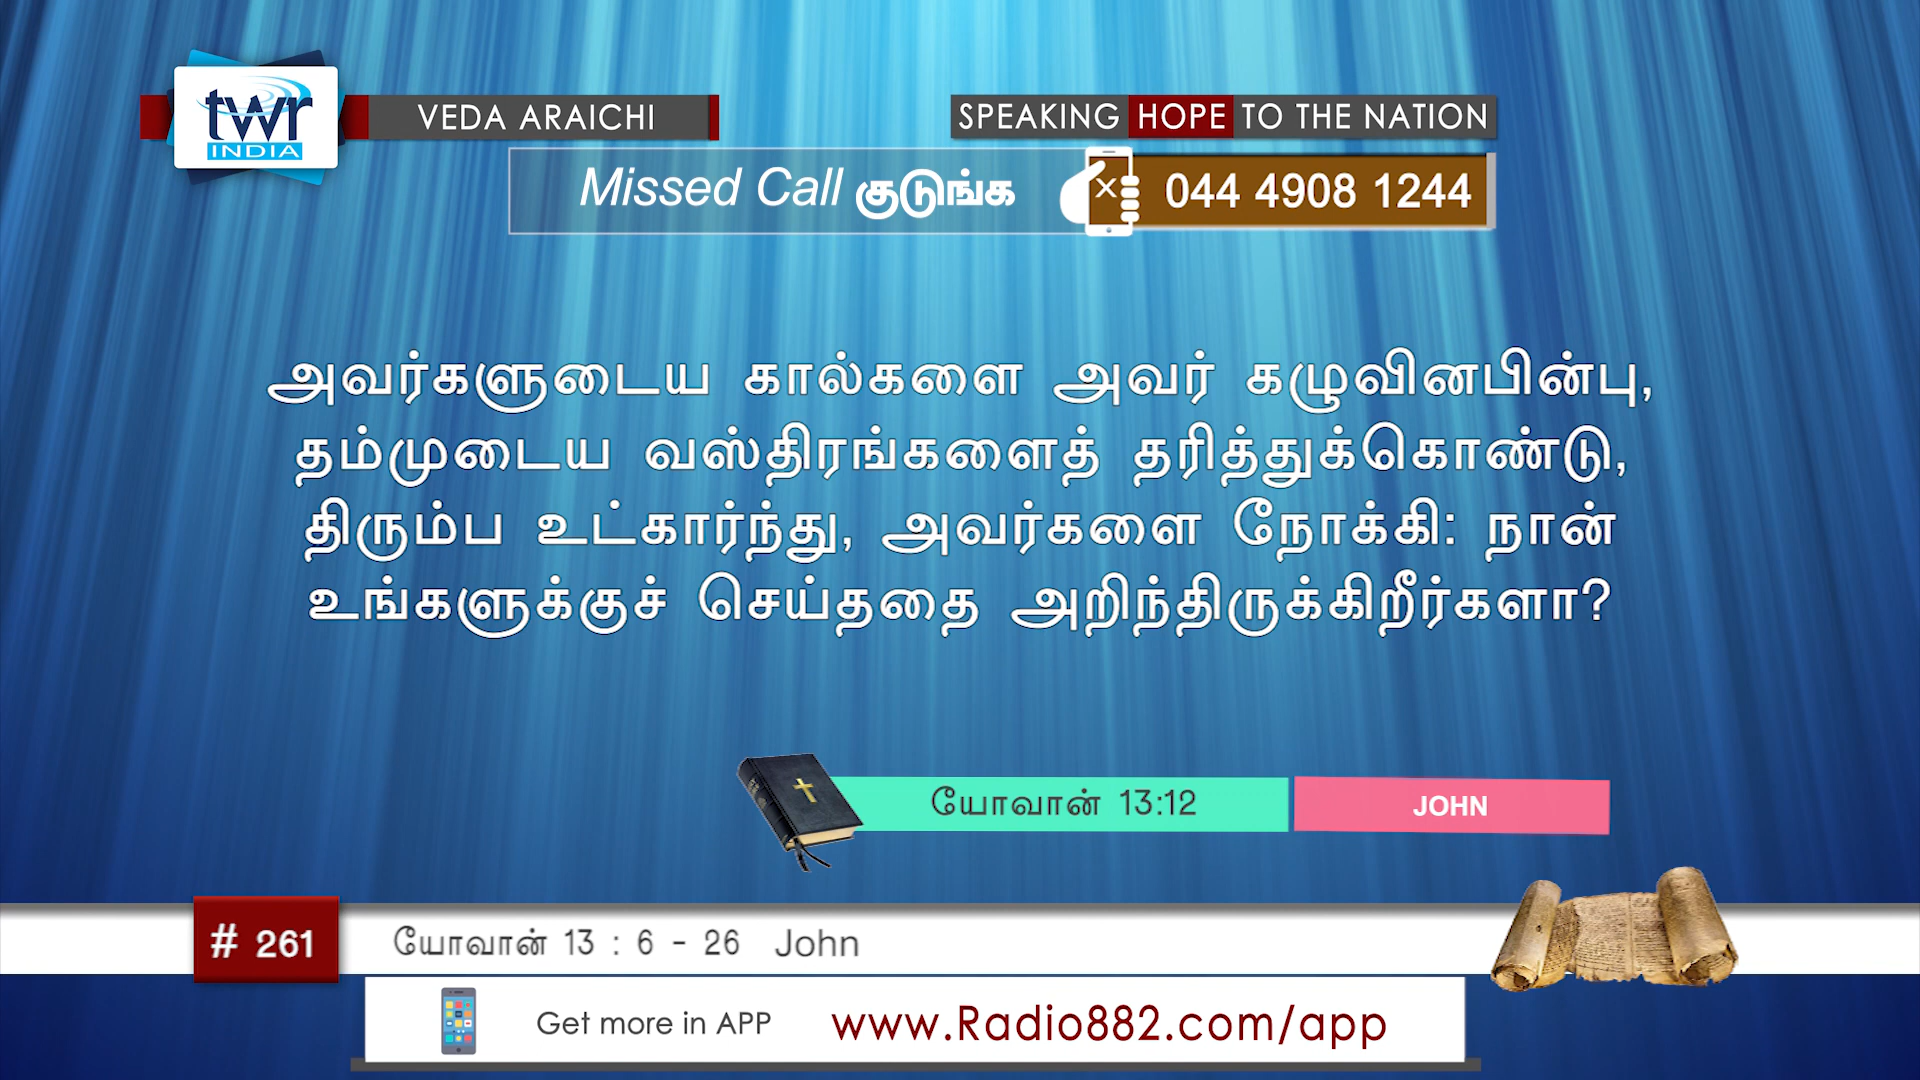 twr
INDIA
VEDA ARAICHI
SPEAKING HOPE TO THE NATION
Missed Call குடுங்க
044 4908 1244
அவர்களுடைய கால்களை அவர் கழுவினபின்பு,
தம்முடைய வஸ்திரங்களைத் தரித்துக்கொண்டு,
திரும்ப உட்கார்ந்து, அவர்களை நோக்கி: நான்
உங்களுக்குச் செய்ததை அறிந்திருக்கிறீர்களா?
யோவான் 13:12
JOHN
# 261
யோவான் 13 : 6 - 26 John
Get more in APP
www.Radio882.com/app